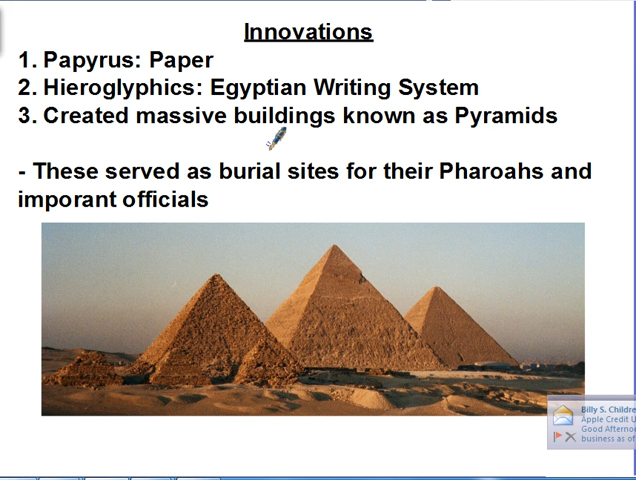 Innovations
1. Papyrus: Paper
2. Hieroglyphics: Egyptian Writing System
3. Created massive buildings known as Pyramids
- These served as burial sites for their Pharoahs and
imporant officials
Billy S. Childre
Apple Credit U
Good Afternoo
business as of